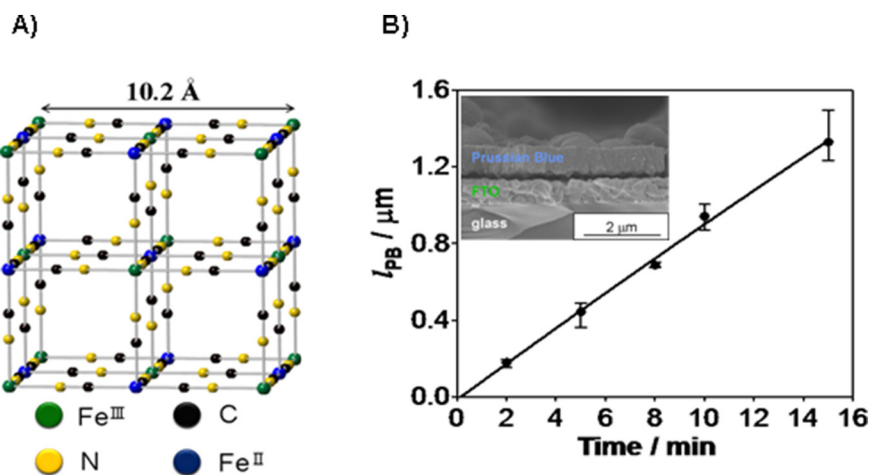 A)
B)
10.2 Å
Fe^III
C
N
Fe^II
l_PB / μm
1.6
1.2
0.8
0.4
0.0
Prussian Blue
FTO
glass
2 μm
0 2 4 6 8 10 12 14 16
Time / min